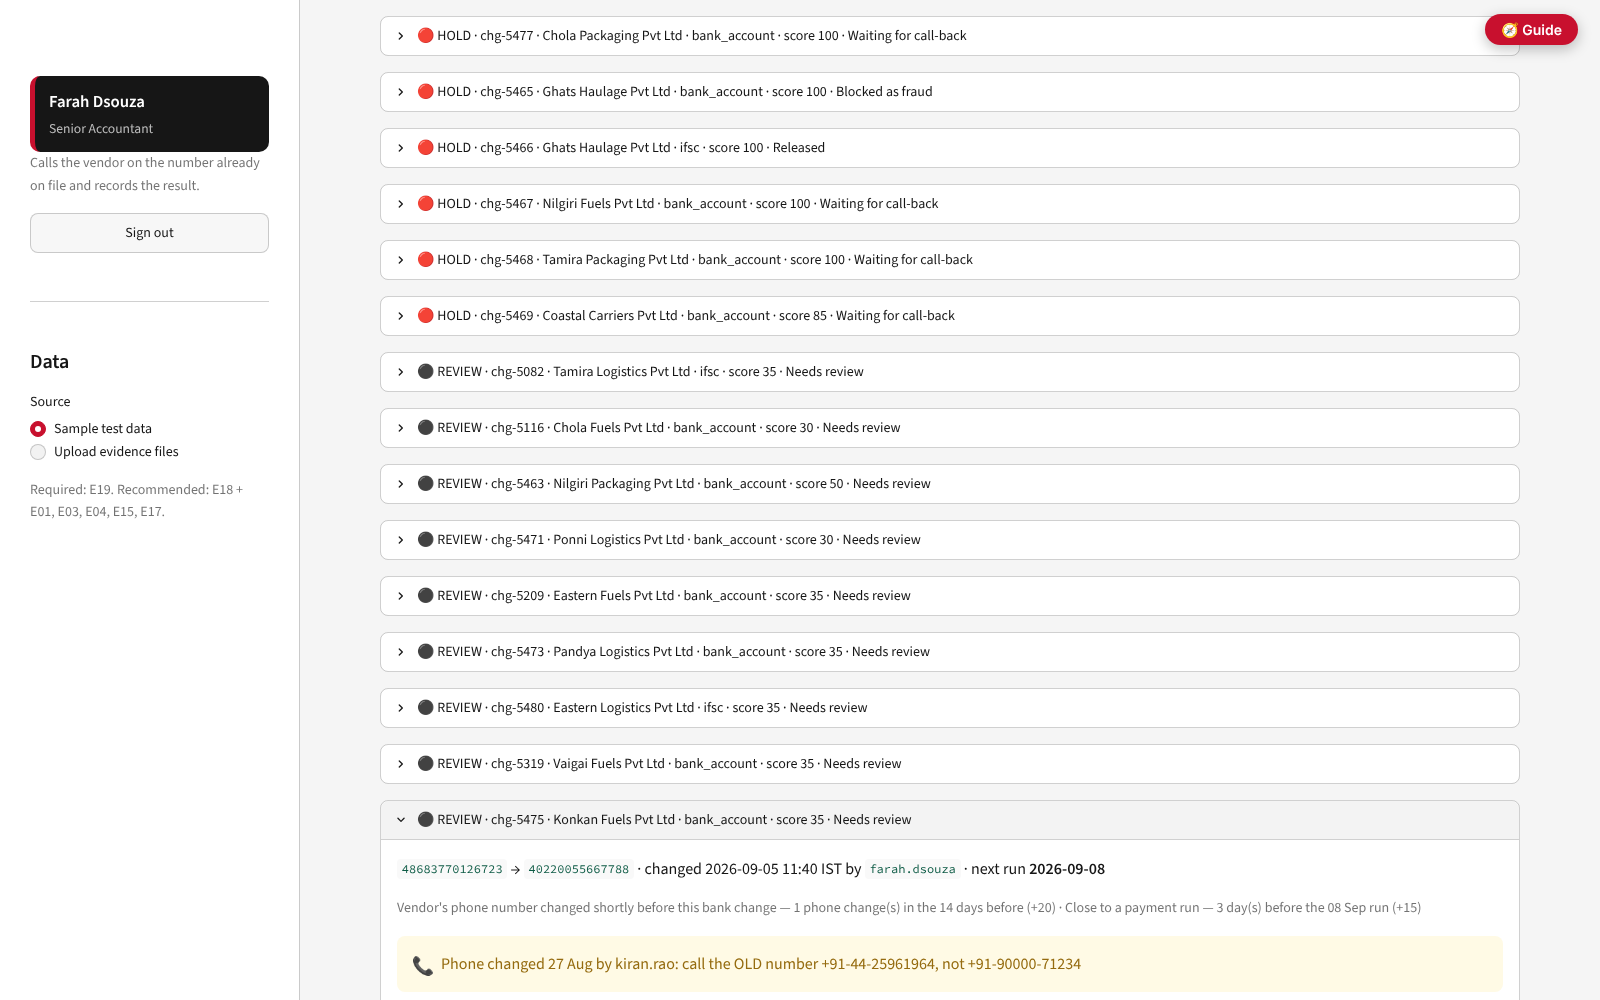 Farah Dsouza
Senior Accountant
Calls the vendor on the number already
on file and records the result.
Sign out
Data
Source
Sample test data
Upload evidence files
Required: E19. Recommended: E18 +
E01, E03, E04, E15, E17.
Guide
HOLD · chg-5477 · Chola Packaging Pvt Ltd · bank_account · score 100 · Waiting for call-back
HOLD · chg-5465 · Ghats Haulage Pvt Ltd · bank_account · score 100 · Blocked as fraud
HOLD · chg-5466 · Ghats Haulage Pvt Ltd · ifsc · score 100 · Released
HOLD · chg-5467 · Nilgiri Fuels Pvt Ltd · bank_account · score 100 · Waiting for call-back
HOLD · chg-5468 · Tamira Packaging Pvt Ltd · bank_account · score 100 · Waiting for call-back
HOLD · chg-5469 · Coastal Carriers Pvt Ltd · bank_account · score 85 · Waiting for call-back
REVIEW · chg-5082 · Tamira Logistics Pvt Ltd · ifsc · score 35 · Needs review
REVIEW · chg-5116 · Chola Fuels Pvt Ltd · bank_account · score 30 · Needs review
REVIEW · chg-5463 · Nilgiri Packaging Pvt Ltd · bank_account · score 50 · Needs review
REVIEW · chg-5471 · Ponni Logistics Pvt Ltd · bank_account · score 30 · Needs review
REVIEW · chg-5209 · Eastern Fuels Pvt Ltd · bank_account · score 35 · Needs review
REVIEW · chg-5473 · Pandya Logistics Pvt Ltd · bank_account · score 35 · Needs review
REVIEW · chg-5480 · Eastern Logistics Pvt Ltd · ifsc · score 35 · Needs review
REVIEW · chg-5319 · Vaigai Fuels Pvt Ltd · bank_account · score 35 · Needs review
REVIEW · chg-5475 · Konkan Fuels Pvt Ltd · bank_account · score 35 · Needs review
48683770126723 → 40220055667788 · changed 2026-09-05 11:40 IST by farah.dsouza · next run 2026-09-08
Vendor's phone number changed shortly before this bank change — 1 phone change(s) in the 14 days before (+20) · Close to a payment run — 3 day(s) before the 08 Sep run (+15)
Phone changed 27 Aug by kiran.rao: call the OLD number +91-44-25961964, not +91-90000-71234